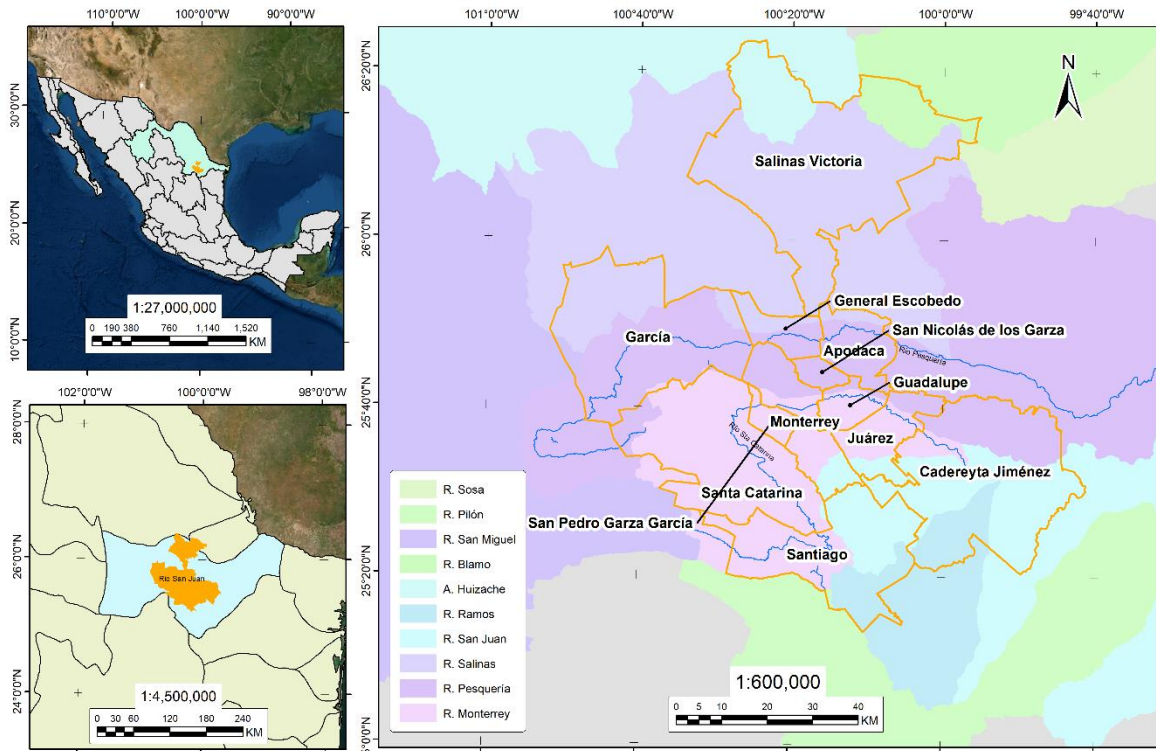 110°0'0"W 100°0'0"W 90°0'0"W
30°0'0"N
20°0'0"N
10°0'0"N
1:27,000,000
0 190 380 760 1,140 1,520
KM
102°0'0"W 100°0'0"W 98°0'0"W
28°0'0"N
26°0'0"N
24°0'0"N
Río San Juan
1:4,500,000
0 30 60 120 180 240
KM
101°0'0"W 100°40'0"W 100°20'0"W 100°0'0"W 99°40'0"W
26°20'0"N
26°0'0"N
25°40'0"N
25°20'0"N
N
Salinas Victoria
General Escobedo
García
San Nicolás de los Garza
Apodaca
Río Pesquería
Guadalupe
Monterrey
Río Sta Catarina
Juárez
Cadereyta Jiménez
Santa Catarina
San Pedro Garza García
Santiago
R. Sosa
R. Pilón
R. San Miguel
R. Blamo
A. Huizache
R. Ramos
R. San Juan
R. Salinas
R. Pesquería
R. Monterrey
1:600,000
0 5 10 20 30 40
KM